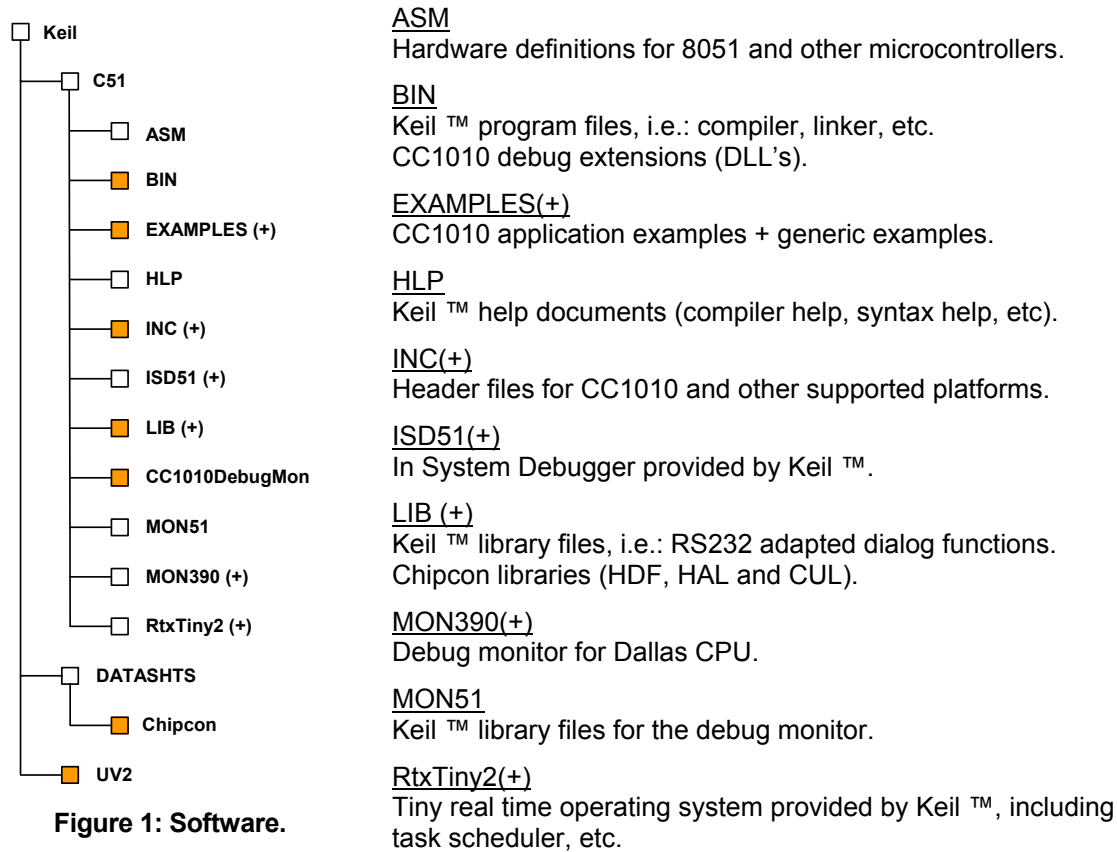 Keil
C51
ASM
BIN
EXAMPLES (+)
HLP
INC (+)
ISD51 (+)
LIB (+)
CC1010DebugMon
MON51
MON390 (+)
RtxTiny2 (+)
DATASHTS
Chipcon
UV2
Figure 1: Software.
ASM
Hardware definitions for 8051 and other microcontrollers.
BIN
Keil ™ program files, i.e.: compiler, linker, etc.
CC1010 debug extensions (DLL's).
EXAMPLES(+)
CC1010 application examples + generic examples.
HLP
Keil ™ help documents (compiler help, syntax help, etc).
INC(+)
Header files for CC1010 and other supported platforms.
ISD51(+)
In System Debugger provided by Keil ™.
LIB (+)
Keil ™ library files, i.e.: RS232 adapted dialog functions.
Chipcon libraries (HDF, HAL and CUL).
MON390(+)
Debug monitor for Dallas CPU.
MON51
Keil ™ library files for the debug monitor.
RtxTiny2(+)
Tiny real time operating system provided by Keil ™, including
task scheduler, etc.